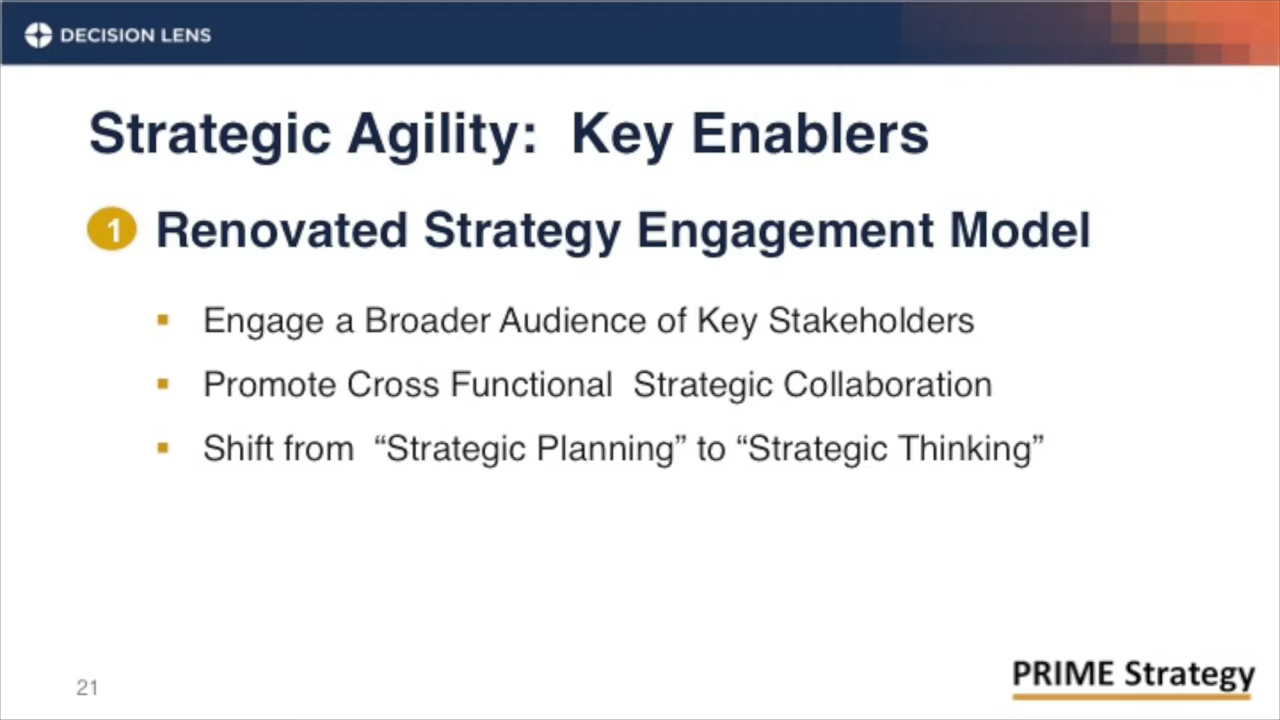 DECISION LENS
Strategic Agility:  Key Enablers
1 Renovated Strategy Engagement Model
▪ Engage a Broader Audience of Key Stakeholders
▪ Promote Cross Functional  Strategic Collaboration
▪ Shift from  “Strategic Planning” to “Strategic Thinking”
21
PRIME Strategy